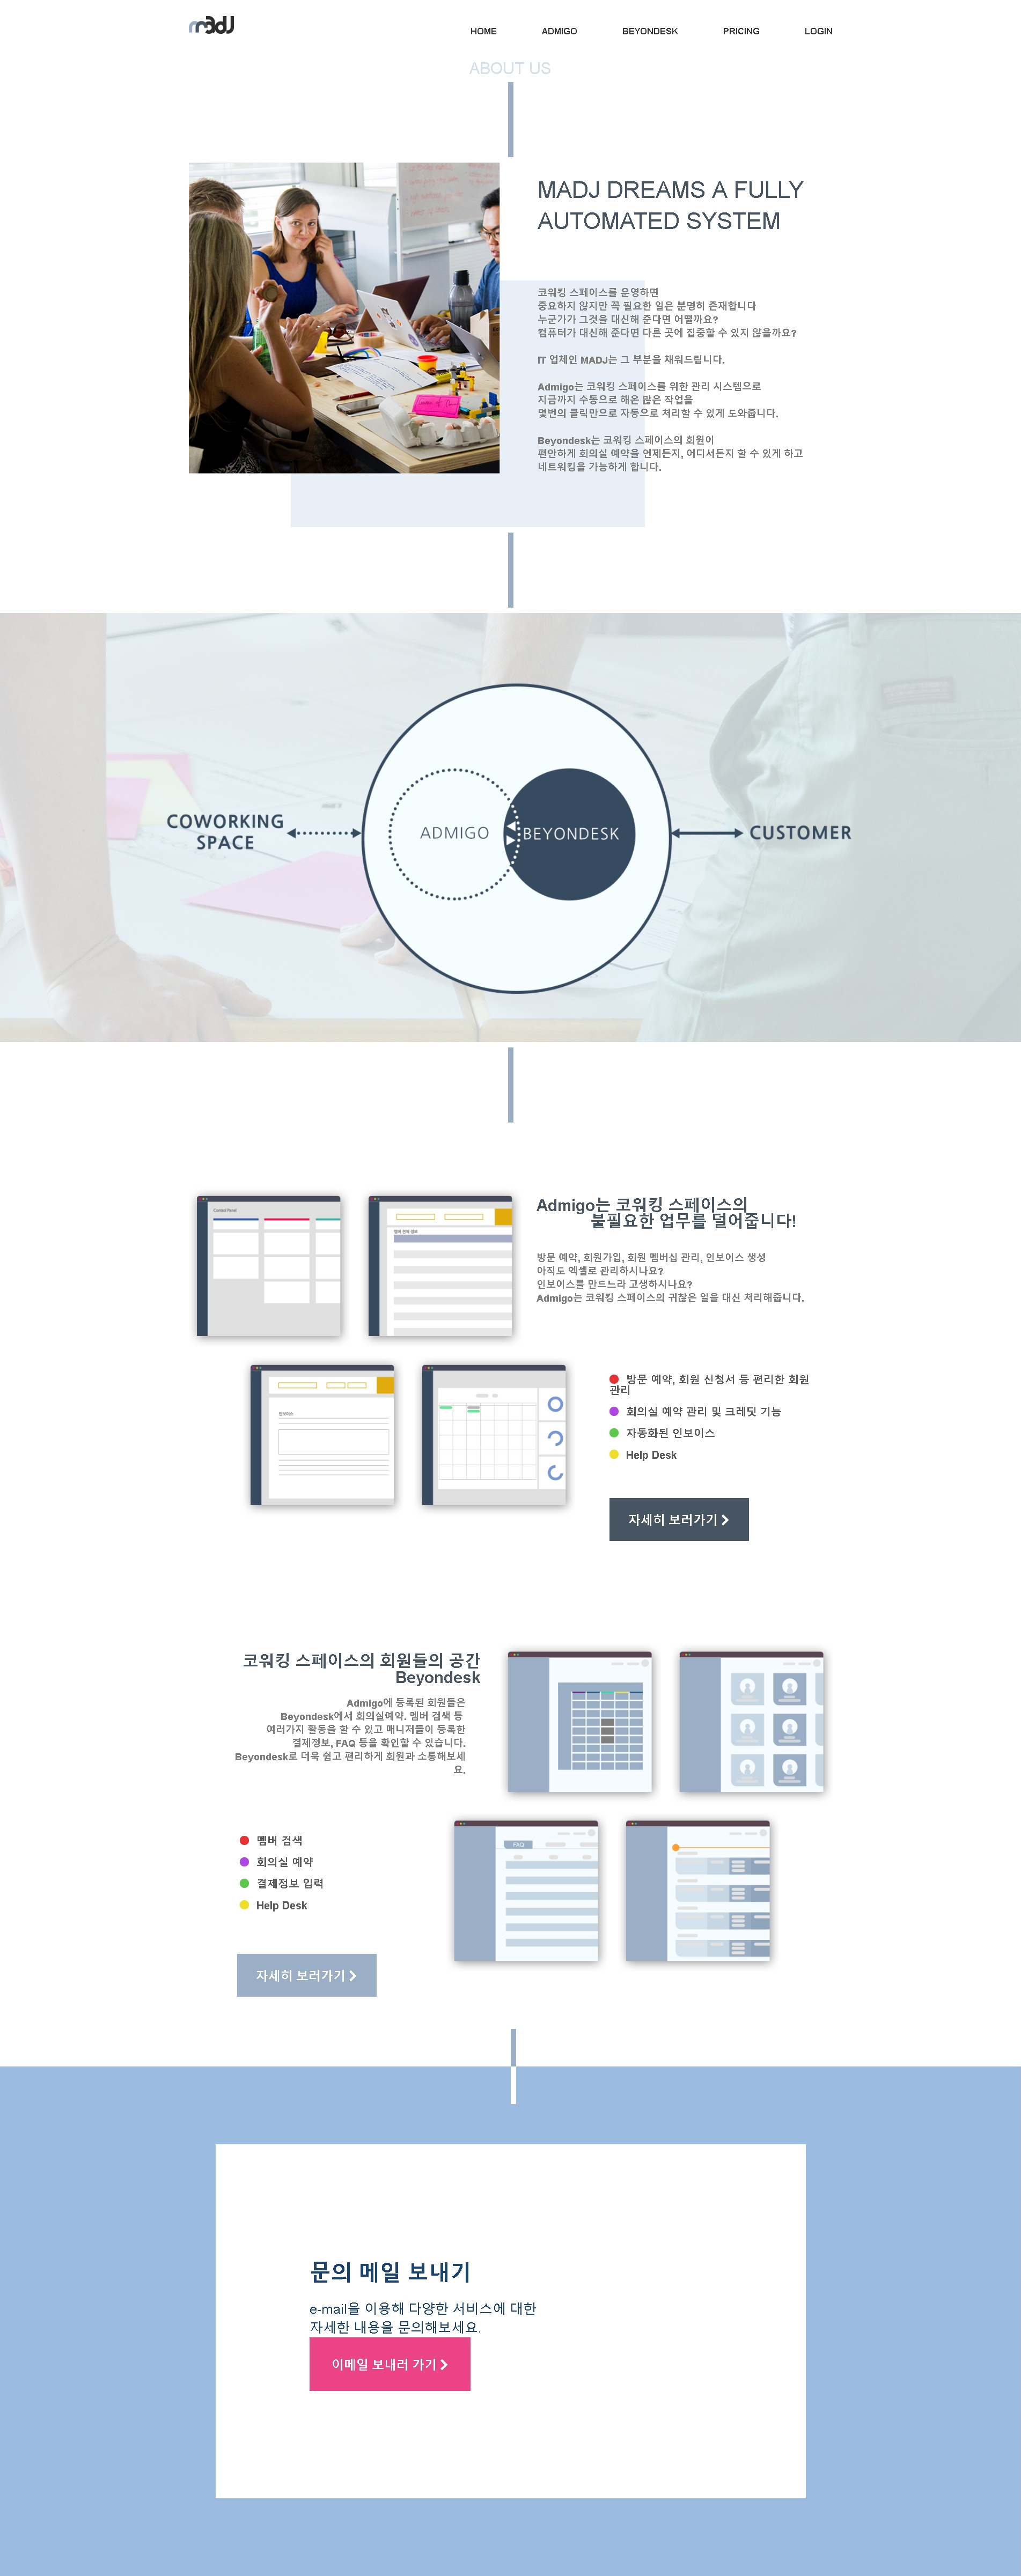 madJ
HOME
ADMIGO
BEYONDESK
PRICING
LOGIN
ABOUT US
MADJ DREAMS A FULLY
AUTOMATED SYSTEM
코워킹 스페이스를 운영하면
중요하지 않지만 꼭 필요한 일은 분명히 존재합니다
누군가가 그것을 대신해 준다면 어떨까요?
컴퓨터가 대신해 준다면 다른 곳에 집중할 수 있지 않을까요?
IT 업체인 MADJ는 그 부분을 채워드립니다.
Admigo는 코워킹 스페이스를 위한 관리 시스템으로
지금까지 수동으로 해온 많은 작업을
몇번의 클릭만으로 자동으로 처리할 수 있게 도와줍니다.
Beyondesk는 코워킹 스페이스의 회원이
편안하게 회의실 예약을 언제든지, 어디서든지 할 수 있게 하고
네트워킹을 가능하게 합니다.
COWORKING
SPACE
ADMIGO
BEYONDESK
CUSTOMER
Control Panel
멤버 전체 정보
Admigo는 코워킹 스페이스의
불필요한 업무를 덜어줍니다!
방문 예약, 회원가입, 회원 멤버십 관리, 인보이스 생성
아직도 엑셀로 관리하시나요?
인보이스를 만드느라 고생하시나요?
Admigo는 코워킹 스페이스의 귀찮은 일을 대신 처리해줍니다.
인보이스
방문 예약, 회원 신청서 등 편리한 회원
관리
회의실 예약 관리 및 크레딧 기능
자동화된 인보이스
Help Desk
자세히 보러가기
코워킹 스페이스의 회원들의 공간
Beyondesk
Admigo에 등록된 회원들은
Beyondesk에서 회의실예약. 멤버 검색 등
여러가지 활동을 할 수 있고 매니저들이 등록한
결제정보, FAQ 등을 확인할 수 있습니다.
Beyondesk로 더욱 쉽고 편리하게 회원과 소통해보세
요.
FAQ
멤버 검색
회의실 예약
결제정보 입력
Help Desk
자세히 보러가기
문의 메일 보내기
e-mail을 이용해 다양한 서비스에 대한
자세한 내용을 문의해보세요.
이메일 보내러 가기